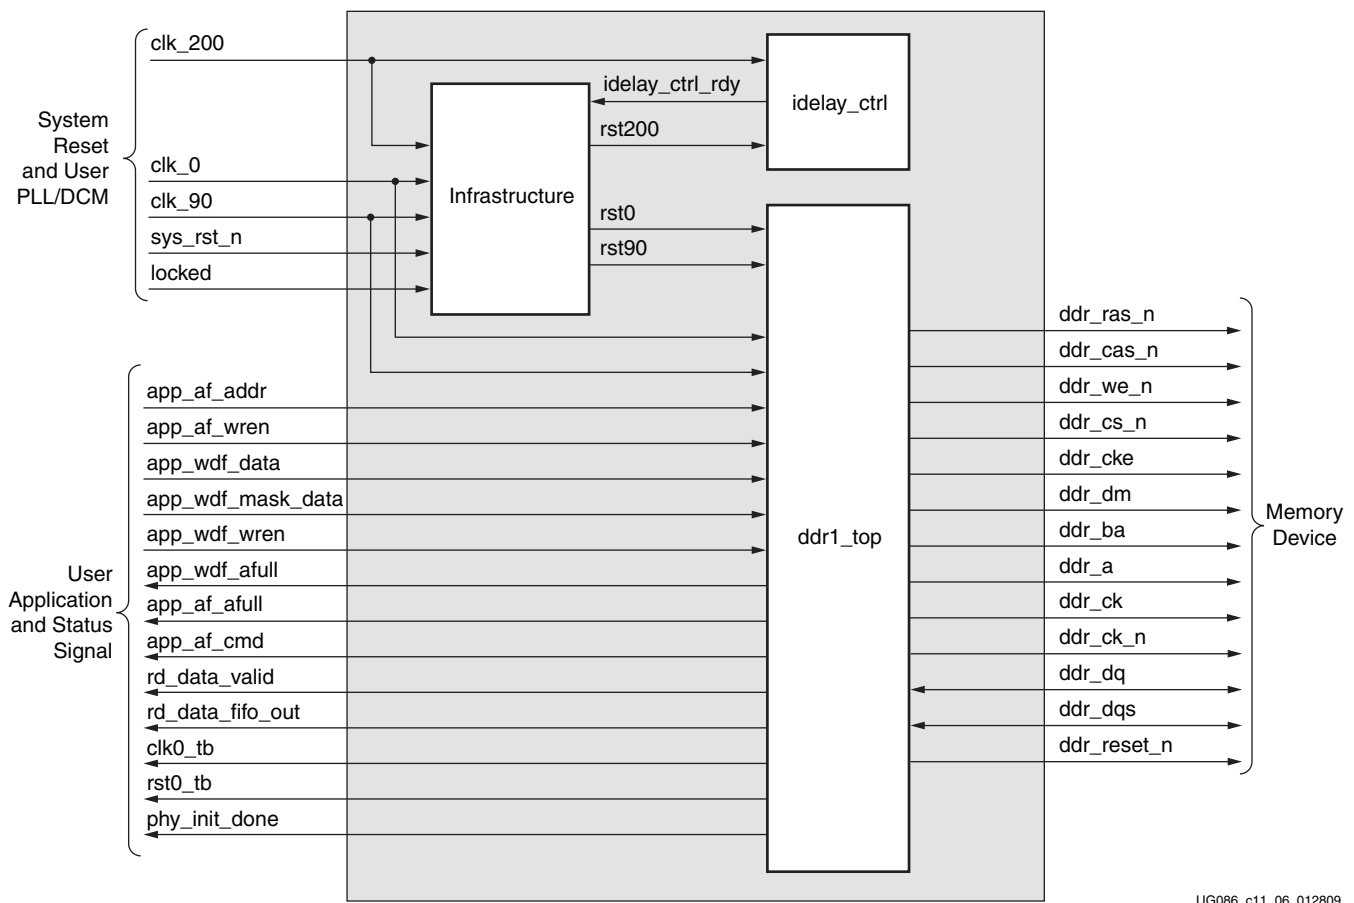 clk_200
idelay_ctrl_rdy
idelay_ctrl
System
Reset
and User
PLL/DCM
rst200
clk_0
clk_90
Infrastructure
rst0
sys_rst_n
rst90
locked
ddr_ras_n
ddr_cas_n
ddr_we_n
ddr_cs_n
ddr_cke
ddr_dm
ddr_ba
ddr_a
ddr_ck
ddr_ck_n
ddr_dq
ddr_dqs
ddr_reset_n
Memory
Device
ddr1_top
app_af_addr
app_af_wren
app_wdf_data
app_wdf_mask_data
app_wdf_wren
app_wdf_afull
app_af_afull
app_af_cmd
rd_data_valid
rd_data_fifo_out
clk0_tb
rst0_tb
phy_init_done
User
Application
and Status
Signal
UG086_c11_06_012809